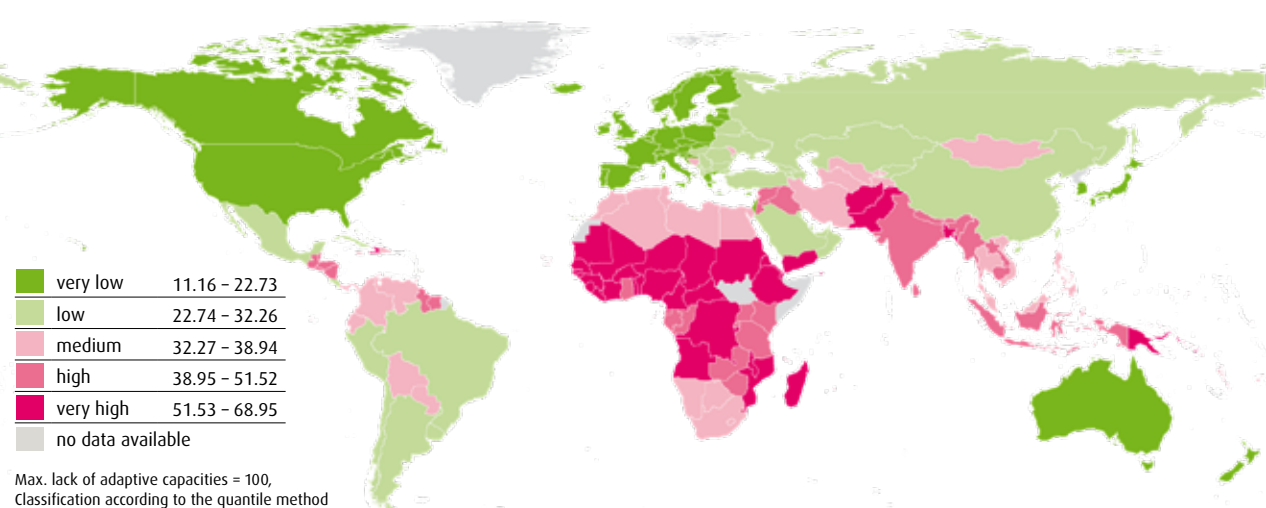 very low 11.16 – 22.73
low 22.74 – 32.26
medium 32.27 – 38.94
high 38.95 – 51.52
very high 51.53 – 68.95
no data available
Max. lack of adaptive capacities = 100,
Classification according to the quantile method